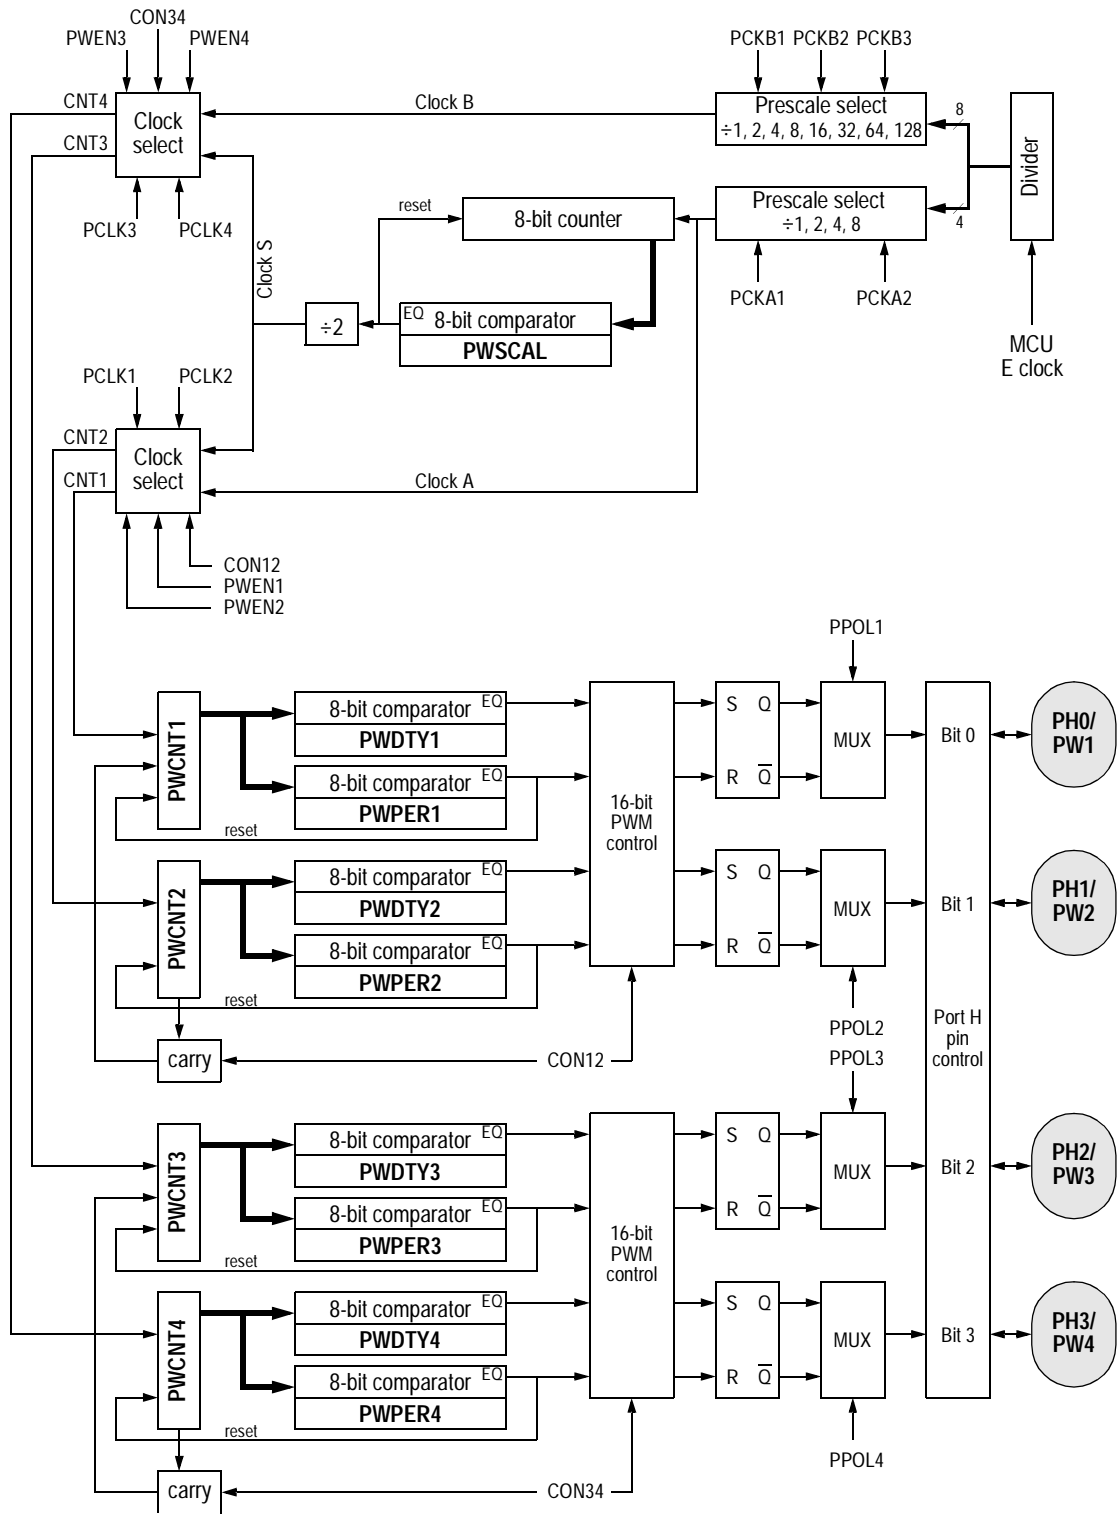 CON34
PWEN3
PWEN4
PCKB1 PCKB2 PCKB3
CNT4
Clock B
Clock
select
CNT3
Prescale select
÷1, 2, 4, 8, 16, 32, 64, 128
8
Divider
PCLK3
PCLK4
reset
8-bit counter
Prescale select
÷1, 2, 4, 8
4
Clock S
PCKA1
PCKA2
÷2
EQ
8-bit comparator
PWSCAL
MCU
E clock
PCLK1
PCLK2
CNT2
Clock
select
CNT1
Clock A
CON12
PWEN1
PWEN2
PPOL1
PWCNT1
8-bit comparator
EQ
PWDTY1
8-bit comparator
EQ
PWPER1
reset
16-bit
PWM
control
S Q
R Q̅
MUX
Bit 0
PH0/
PW1
PWCNT2
8-bit comparator
EQ
PWDTY2
8-bit comparator
EQ
PWPER2
reset
S Q
R Q̅
MUX
Bit 1
PH1/
PW2
carry
CON12
PPOL2
PPOL3
Port H
pin
control
PWCNT3
8-bit comparator
EQ
PWDTY3
8-bit comparator
EQ
PWPER3
reset
16-bit
PWM
control
S Q
R Q̅
MUX
Bit 2
PH2/
PW3
PWCNT4
8-bit comparator
EQ
PWDTY4
8-bit comparator
EQ
PWPER4
reset
S Q
R Q̅
MUX
Bit 3
PH3/
PW4
carry
CON34
PPOL4